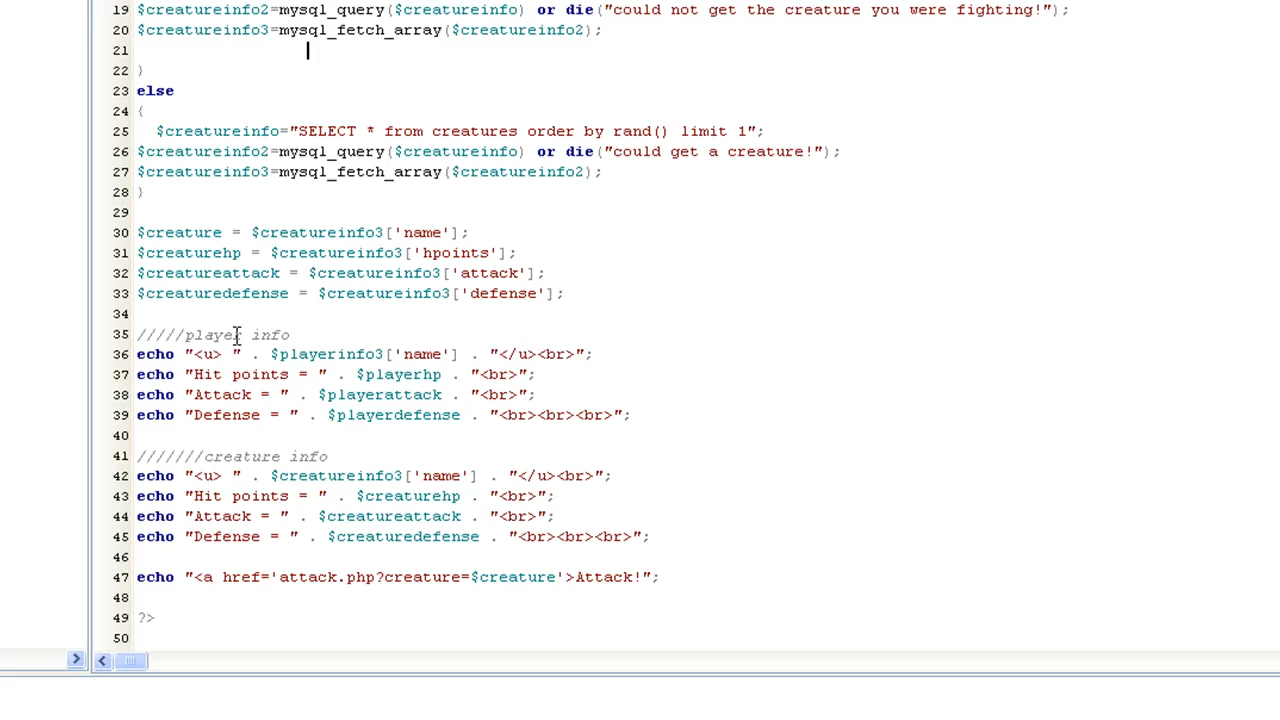 19 $creatureinfo2=mysql_query($creatureinfo) or die("could not get the creature you were fighting!");
20 $creatureinfo3=mysql_fetch_array($creatureinfo2);
21
22 }
23 else
24 {
25 $creatureinfo="SELECT * from creatures order by rand() limit 1";
26 $creatureinfo2=mysql_query($creatureinfo) or die("could get a creature!");
27 $creatureinfo3=mysql_fetch_array($creatureinfo2);
28 }
29
30 $creature = $creatureinfo3['name'];
31 $creaturehp = $creatureinfo3['hpoints'];
32 $creatureattack = $creatureinfo3['attack'];
33 $creaturedefense = $creatureinfo3['defense'];
34
35 /////player info
36 echo "<u> " . $playerinfo3['name'] . "</u><br>";
37 echo "Hit points = " . $playerhp . "<br>";
38 echo "Attack = " . $playerattack . "<br>";
39 echo "Defense = " . $playerdefense . "<br><br><br>";
40
41 ///////creature info
42 echo "<u> " . $creatureinfo3['name'] . "</u><br>";
43 echo "Hit points = " . $creaturehp . "<br>";
44 echo "Attack = " . $creatureattack . "<br>";
45 echo "Defense = " . $creaturedefense . "<br><br><br>";
46
47 echo "<a href='attack.php?creature=$creature'>Attack!";
48
49 ?>
50